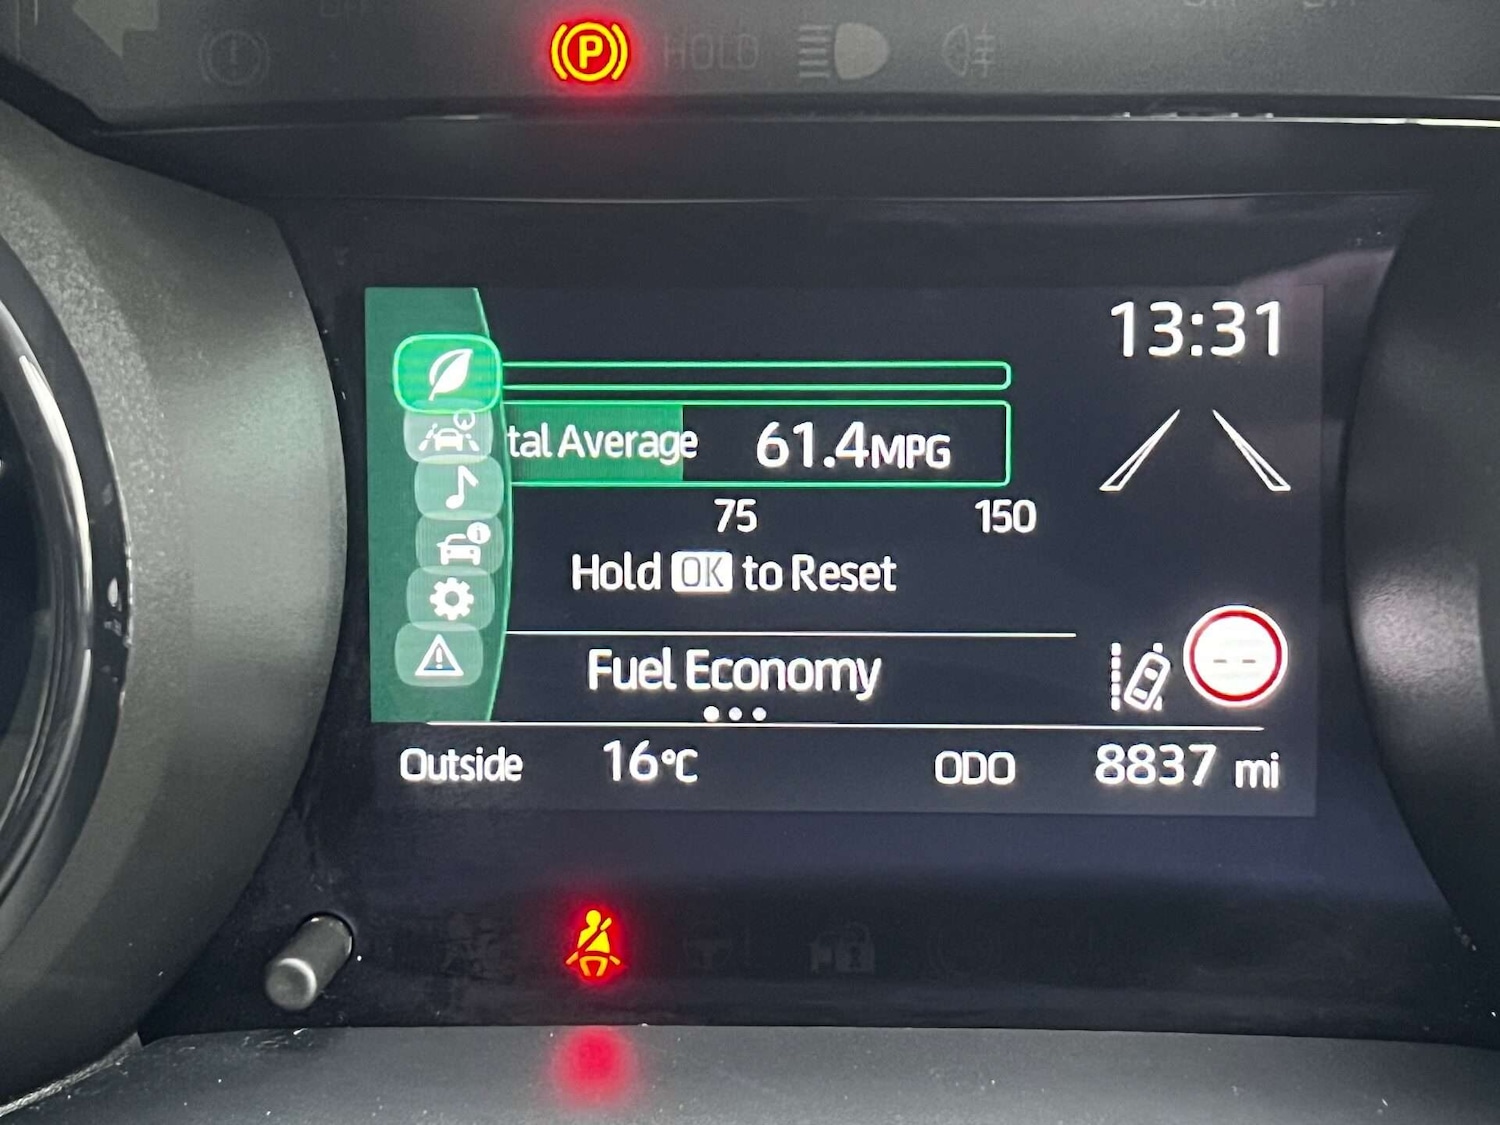 P HOLD
13:31
tal Average 61.4MPG
75 150
Hold OK to Reset
Fuel Economy
--
Outside 16°C ODO 8837 mi